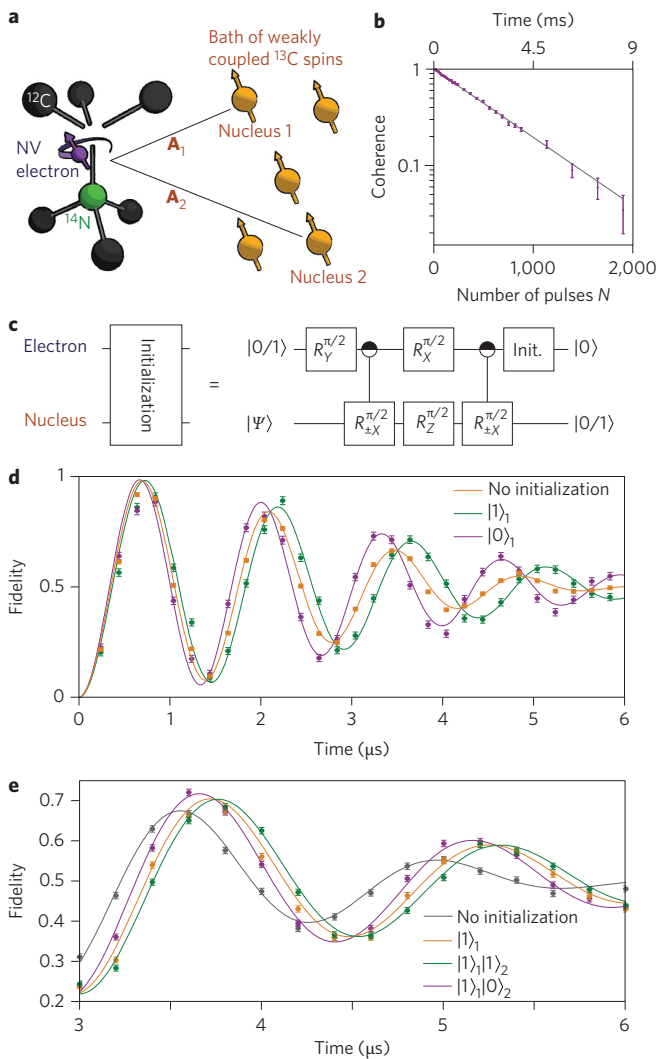 a
Bath of weakly
coupled ¹³C spins
¹²C
Nucleus 1
NV
electron
A₁
A₂
¹⁴N
Nucleus 2
b
Time (ms)
0 4.5 9
1
0.1
Coherence
0 1,000 2,000
Number of pulses N
c
Electron
Nucleus
Initialization
=
|0/1⟩ R_Y^{π/2} R_X^{π/2} Init. |0⟩
|Ψ⟩ R_{±X}^{π/2} R_Z^{π/2} R_{±X}^{π/2} |0/1⟩
d
No initialization
|1⟩₁
|0⟩₁
1
0.5
0
Fidelity
0 1 2 3 4 5 6
Time (μs)
e
0.7
0.6
0.5
0.4
0.3
0.2
Fidelity
No initialization
|1⟩₁
|1⟩₁|1⟩₂
|1⟩₁|0⟩₂
3 4 5 6
Time (μs)